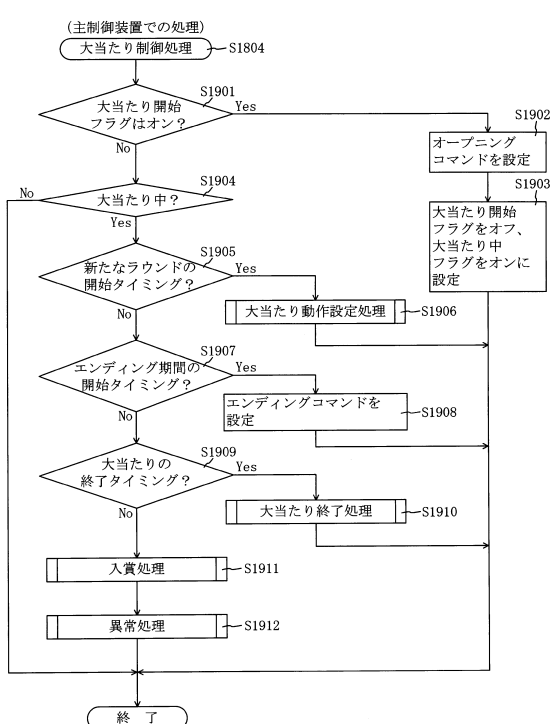 (主制御装置での処理)
大当たり制御処理
S1804
S1901
大当たり開始
フラグはオン?
Yes
No
S1902
オープニング
コマンドを設定
S1903
大当たり開始
フラグをオフ、
大当たり中
フラグをオンに
設定
S1904
大当たり中?
No
Yes
S1905
新たなラウンドの
開始タイミング?
Yes
No
大当たり動作設定処理
S1906
S1907
エンディング期間の
開始タイミング?
Yes
No
エンディングコマンドを
設定
S1908
S1909
大当たりの
終了タイミング?
Yes
No
大当たり終了処理
S1910
入賞処理
S1911
異常処理
S1912
終 了